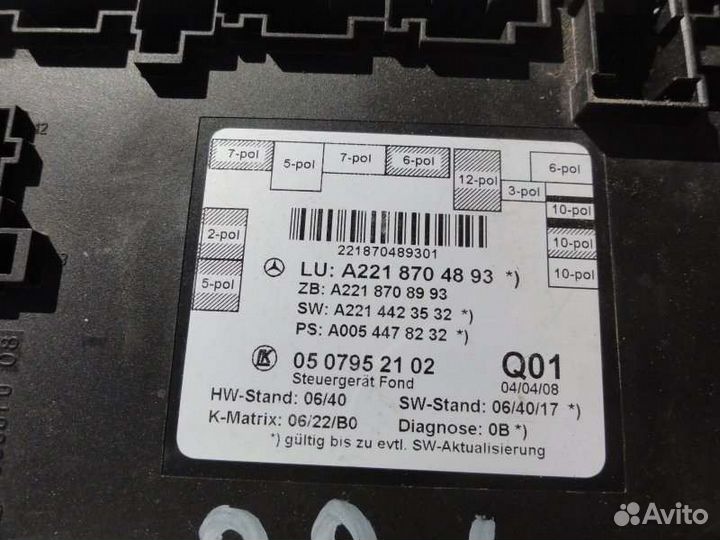 7-pol
5-pol
7-pol
6-pol
12-pol
3-pol
6-pol
10-pol
10-pol
10-pol
2-pol
5-pol
221870489301
LU: A221 870 48 93 *)
ZB: A221 870 89 93
SW: A221 442 35 32 *)
PS: A005 447 82 32 *)
LK 05 0795 21 02 Q01
Steuergerät Fond 04/04/08
HW-Stand: 06/40 SW-Stand: 06/40/17 *)
K-Matrix: 06/22/B0 Diagnose: 0B *)
*) gültig bis zu evtl. SW-Aktualisierung
Avito